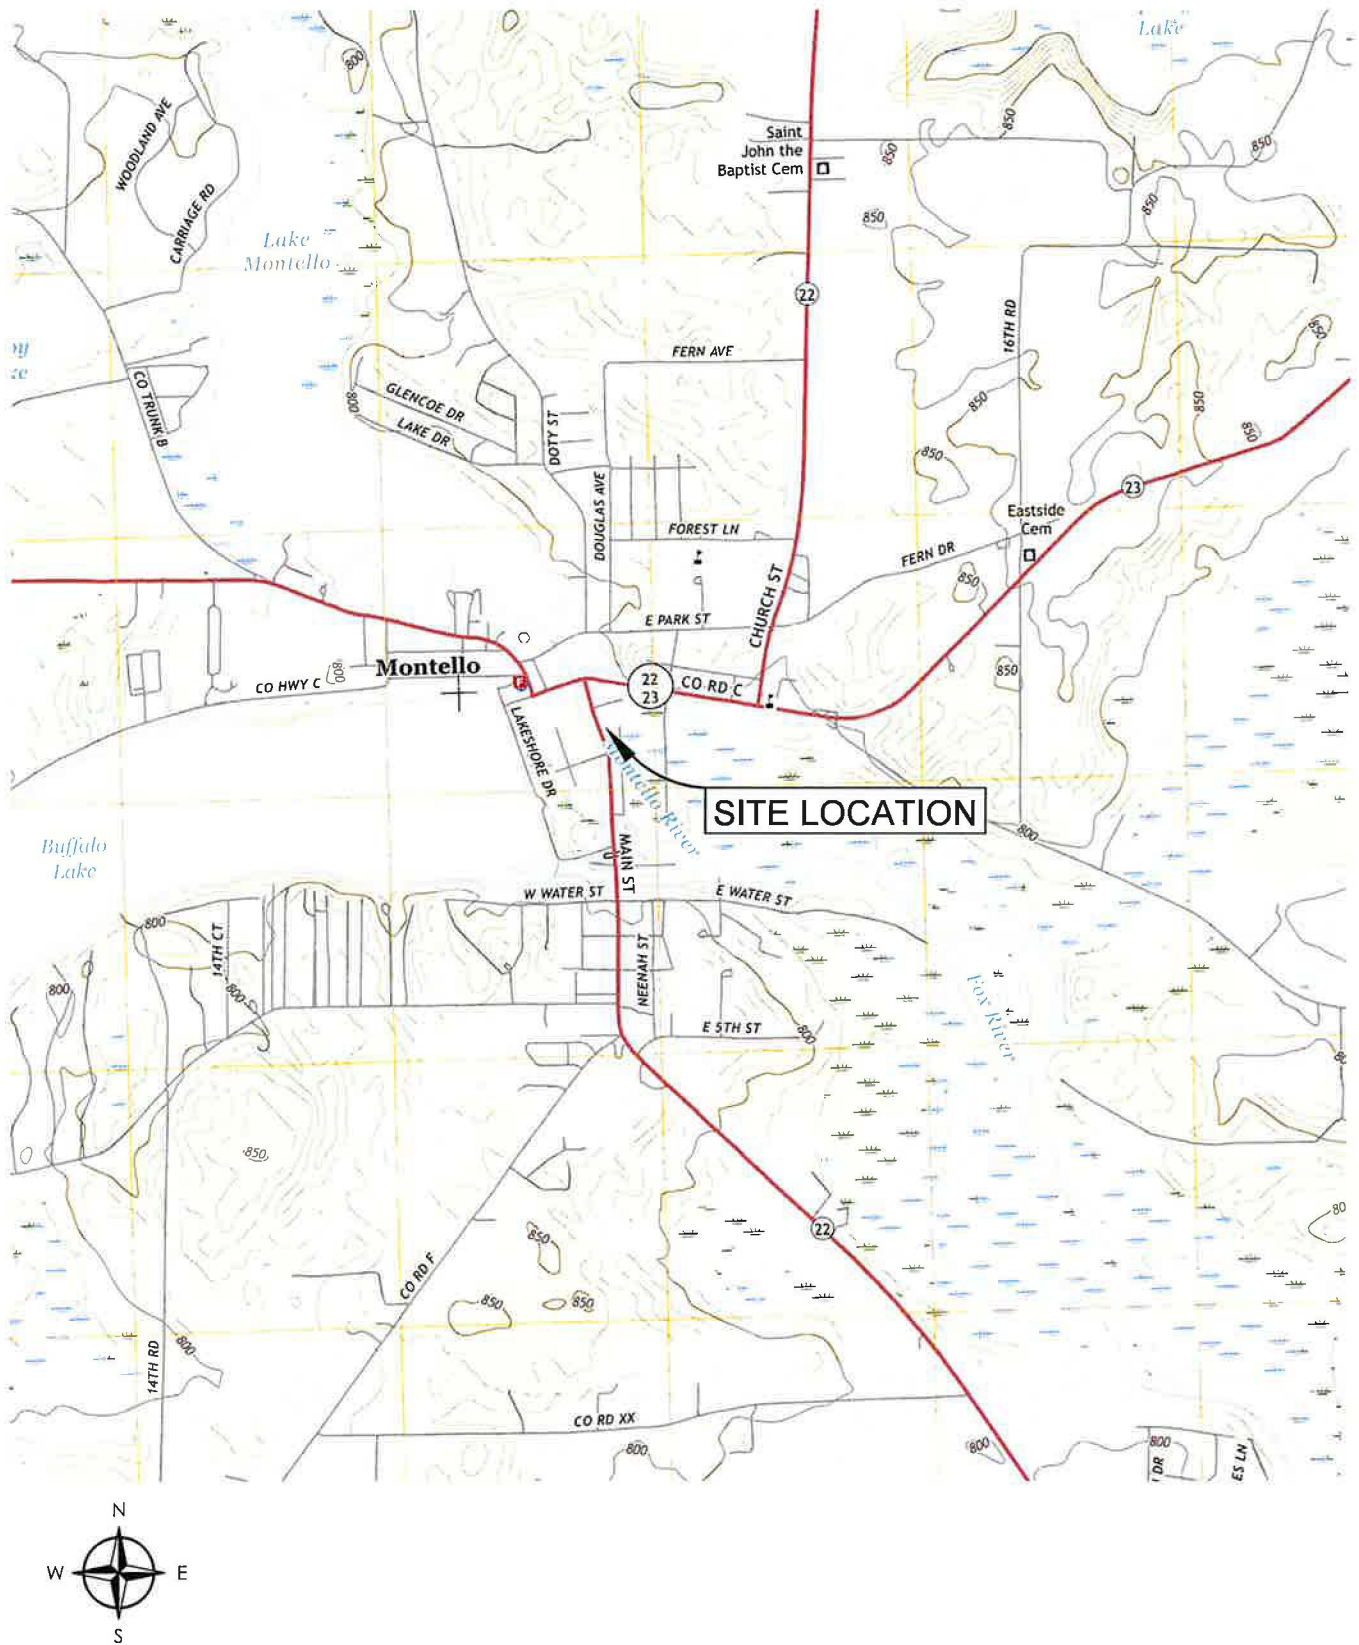 Lake
800
WOODLAND AVE
CARRIAGE RD
Lake
Montello
Saint
John the
Baptist Cem
850
850
850
850
850
22
16TH RD
850
FERN AVE
CO TRUNK B
800
GLENCOE DR
LAKE DR
DOTY ST
850
850
850
850
23
DOUGLAS AVE
FOREST LN
Eastside
Cem
FERN DR
850
CHURCH ST
E PARK ST
Montello
800
CO HWY C
22
23
CO RD C
850
LAKESHORE DR
Montello River
SITE LOCATION
800
Buffalo
Lake
MAIN ST
W WATER ST
E WATER ST
800
14TH CT
800
800
NEENAH ST
E 5TH ST
800
Fox River
850
850
22
CO RD F
850
850
800
14TH RD
CO RD XX
800
800
800
DR
ES LN
N
W
E
S